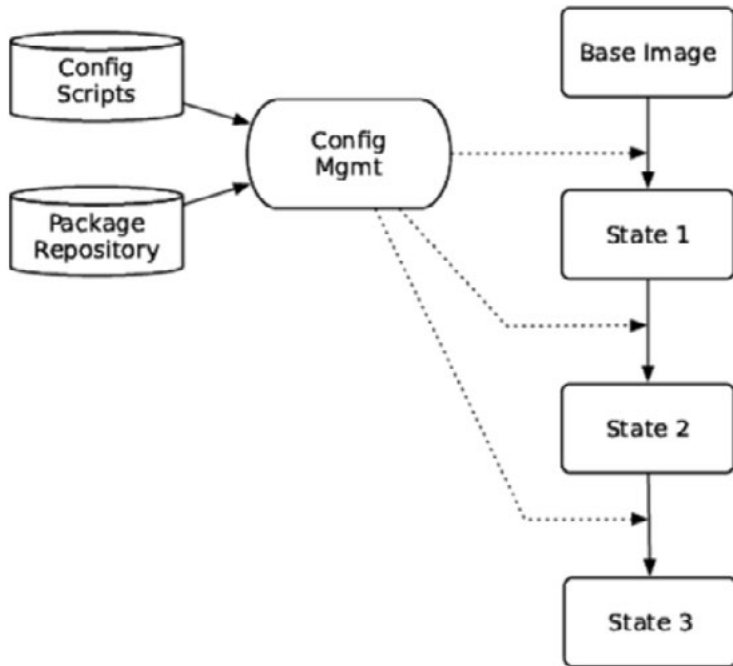 Config
Scripts
Base Image
Config
Mgmt
Package
Repository
State 1
State 2
State 3